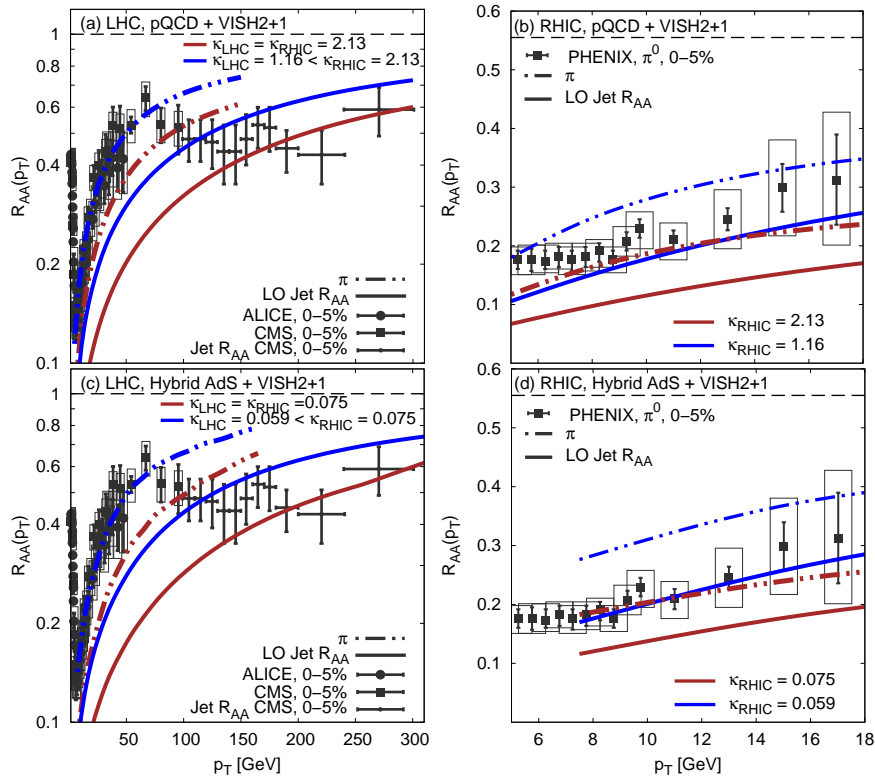 (a) LHC, pQCD + VISH2+1
κLHC = κRHIC = 2.13
κLHC = 1.16 < κRHIC = 2.13
1
0.8
0.6
0.4
0.2
0.1
RAA(pT)
π
LO Jet RAA
ALICE, 0−5%
CMS, 0−5%
Jet RAA CMS, 0−5%
(b) RHIC, pQCD + VISH2+1
PHENIX, π0, 0−5%
π
LO Jet RAA
0.6
0.5
0.4
0.3
0.2
0.1
RAA(pT)
κRHIC = 2.13
κRHIC = 1.16
(c) LHC, Hybrid AdS + VISH2+1
κLHC = κRHIC =0.075
κLHC = 0.059 < κRHIC = 0.075
1
0.8
0.6
0.4
0.2
0.1
RAA(pT)
π
LO Jet RAA
ALICE, 0−5%
CMS, 0−5%
Jet RAA CMS, 0−5%
50 100 150 200 250 300
pT [GeV]
(d) RHIC, Hybrid AdS + VISH2+1
PHENIX, π0, 0−5%
π
LO Jet RAA
0.6
0.5
0.4
0.3
0.2
0.1
RAA(pT)
κRHIC = 0.075
κRHIC = 0.059
6 8 10 12 14 16 18
pT [GeV]